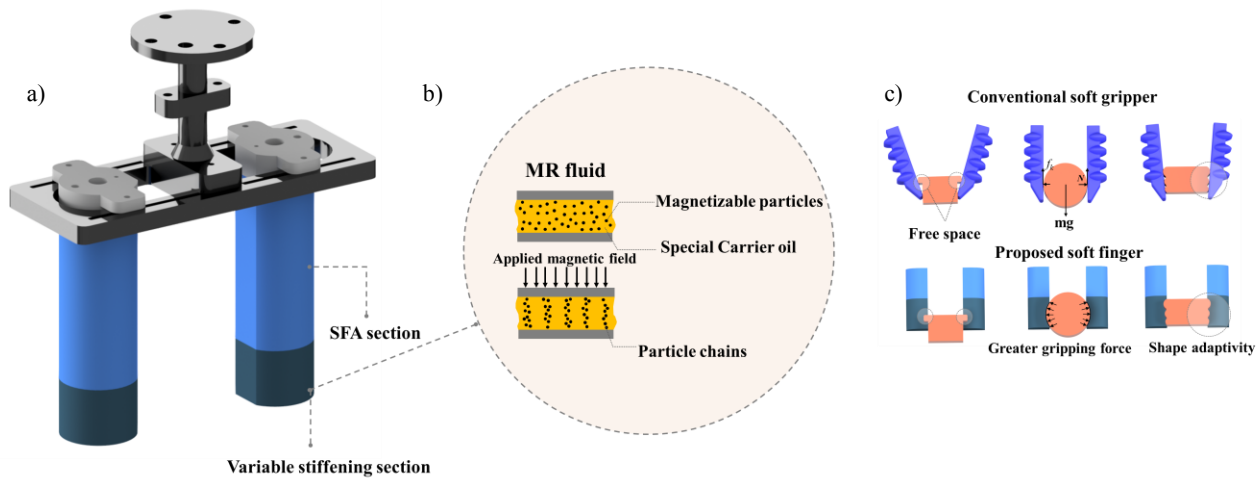 a)
SFA section
Variable stiffening section
b)
MR fluid
Magnetizable particles
Special Carrier oil
Applied magnetic field
Particle chains
c)
Conventional soft gripper
f
N
mg
Free space
Proposed soft finger
Greater gripping force
Shape adaptivity